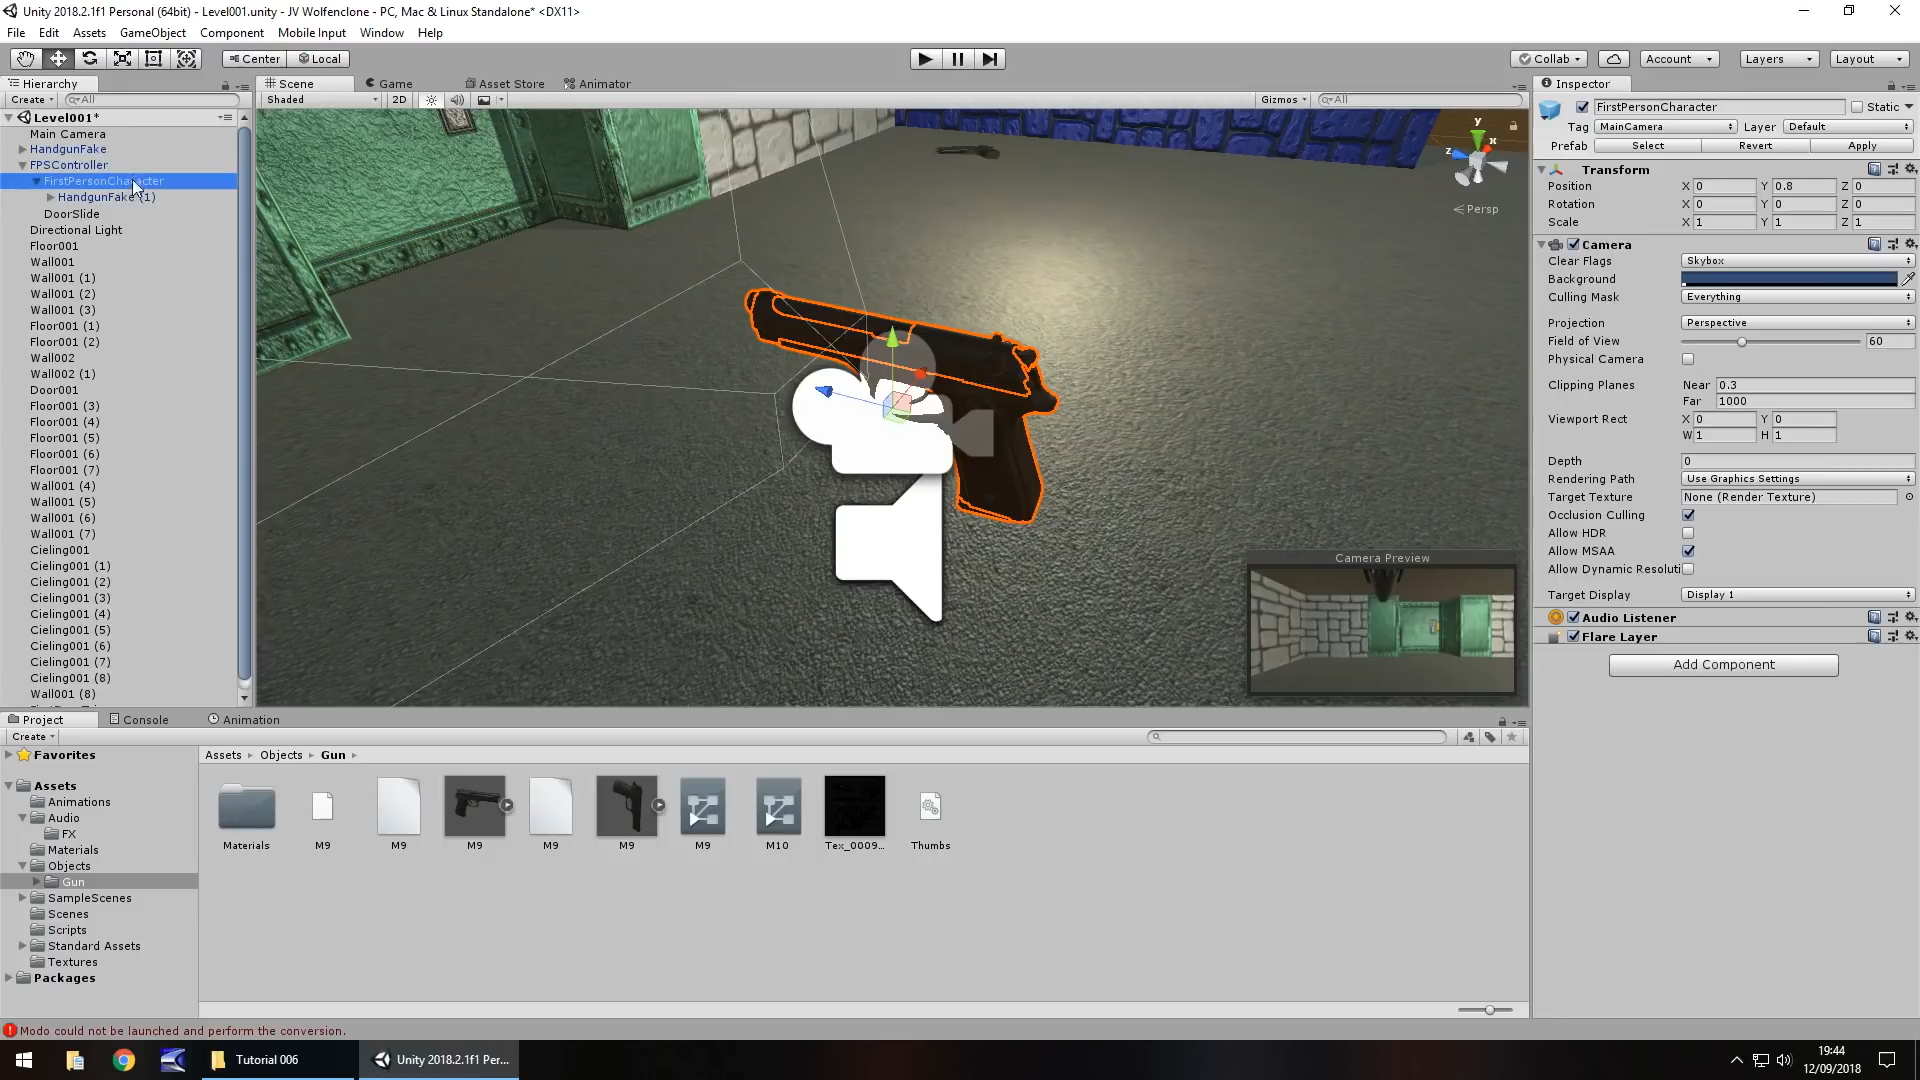 Unity 2018.2.1f1 Personal (64bit) - Level001.unity - JV Wolfenclone - PC, Mac & Linux Standalone* <DX11>
File Edit Assets GameObject Component Mobile Input Window Help
Center Local Collab Account Layers Layout
Hierarchy Scene Game Asset Store Animator Inspector
Create All Shaded 2D Gizmos All
Level001*
Main Camera
HandgunFake
FPSController
FirstPersonCharacter
HandgunFake (1)
DoorSlide
Directional Light
Floor001
Wall001
Wall001 (1)
Wall001 (2)
Wall001 (3)
Floor001 (1)
Floor001 (2)
Wall002
Wall002 (1)
Door001
Floor001 (3)
Floor001 (4)
Floor001 (5)
Floor001 (6)
Floor001 (7)
Wall001 (4)
Wall001 (5)
Wall001 (6)
Wall001 (7)
Cieling001
Cieling001 (1)
Cieling001 (2)
Cieling001 (3)
Cieling001 (4)
Cieling001 (5)
Cieling001 (6)
Cieling001 (7)
Cieling001 (8)
Wall001 (8)
y
x
z
Persp
Camera Preview
FirstPersonCharacter Static
Tag MainCamera Layer Default
Prefab Select Revert Apply
Transform
Position X 0 Y 0.8 Z 0
Rotation X 0 Y 0 Z 0
Scale X 1 Y 1 Z 1
Camera
Clear Flags Skybox
Background
Culling Mask Everything
Projection Perspective
Field of View 60
Physical Camera
Clipping Planes Near 0.3
Far 1000
Viewport Rect X 0 Y 0
W 1 H 1
Depth 0
Rendering Path Use Graphics Settings
Target Texture None (Render Texture)
Occlusion Culling
Allow HDR
Allow MSAA
Allow Dynamic Resoluti
Target Display Display 1
Audio Listener
Flare Layer
Add Component
Project Console Animation
Create
Favorites
Assets
Animations
Audio
FX
Materials
Objects
Gun
SampleScenes
Scenes
Scripts
Standard Assets
Textures
Packages
Assets Objects Gun
Materials M9 M9 M9 M9 M9 M9 M10 Tex_0009... Thumbs
Modo could not be launched and perform the conversion.
Tutorial 006 Unity 2018.2.1f1 Per...
19:44
12/09/2018